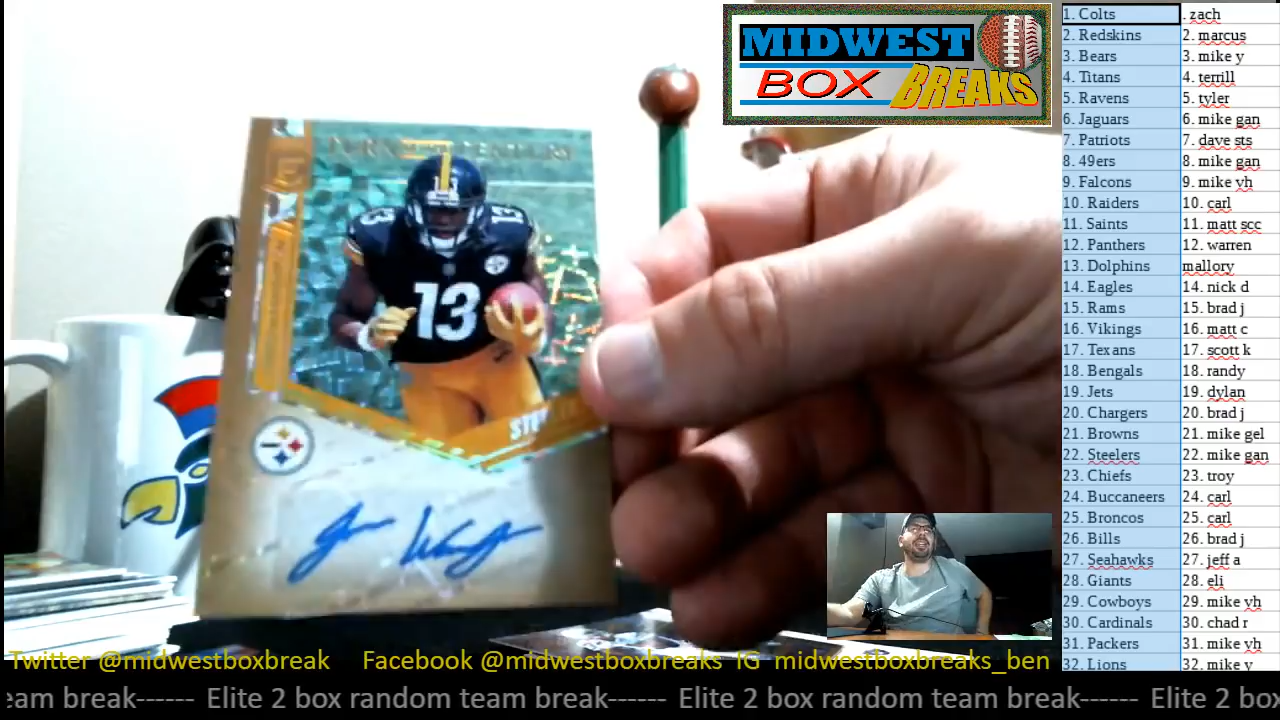 MIDWEST
BOX BREAKS
13
13
13
1. Colts . zach
2. Redskins 2. marcus
3. Bears 3. mike y
4. Titans 4. terrill
5. Ravens 5. tyler
6. Jaguars 6. mike gan
7. Patriots 7. dave sts
8. 49ers 8. mike gan
9. Falcons 9. mike vh
10. Raiders 10. carl
11. Saints 11. matt scc
12. Panthers 12. warren
13. Dolphins mallory
14. Eagles 14. nick d
15. Rams 15. brad j
16. Vikings 16. matt c
17. Texans 17. scott k
18. Bengals 18. randy
19. Jets 19. dylan
20. Chargers 20. brad j
21. Browns 21. mike gel
22. Steelers 22. mike gan
23. Chiefs 23. troy
24. Buccaneers 24. carl
25. Broncos 25. carl
26. Bills 26. brad j
27. Seahawks 27. jeff a
28. Giants 28. eli
29. Cowboys 29. mike vh
30. Cardinals 30. chad r
31. Packers 31. mike vh
32. Lions 32. mike y
Twitter @midwestboxbreak Facebook @midwestboxbreaks IG midwestboxbreaks_ben
eam break------ Elite 2 box random team break------ Elite 2 box random team break------ Elite 2 box